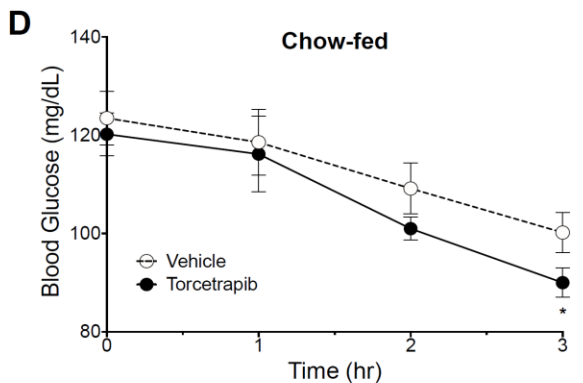 D
Chow-fed
Blood Glucose (mg/dL)
140
120
100
80
Vehicle
Torcetrapib
*
0 1 2 3
Time (hr)